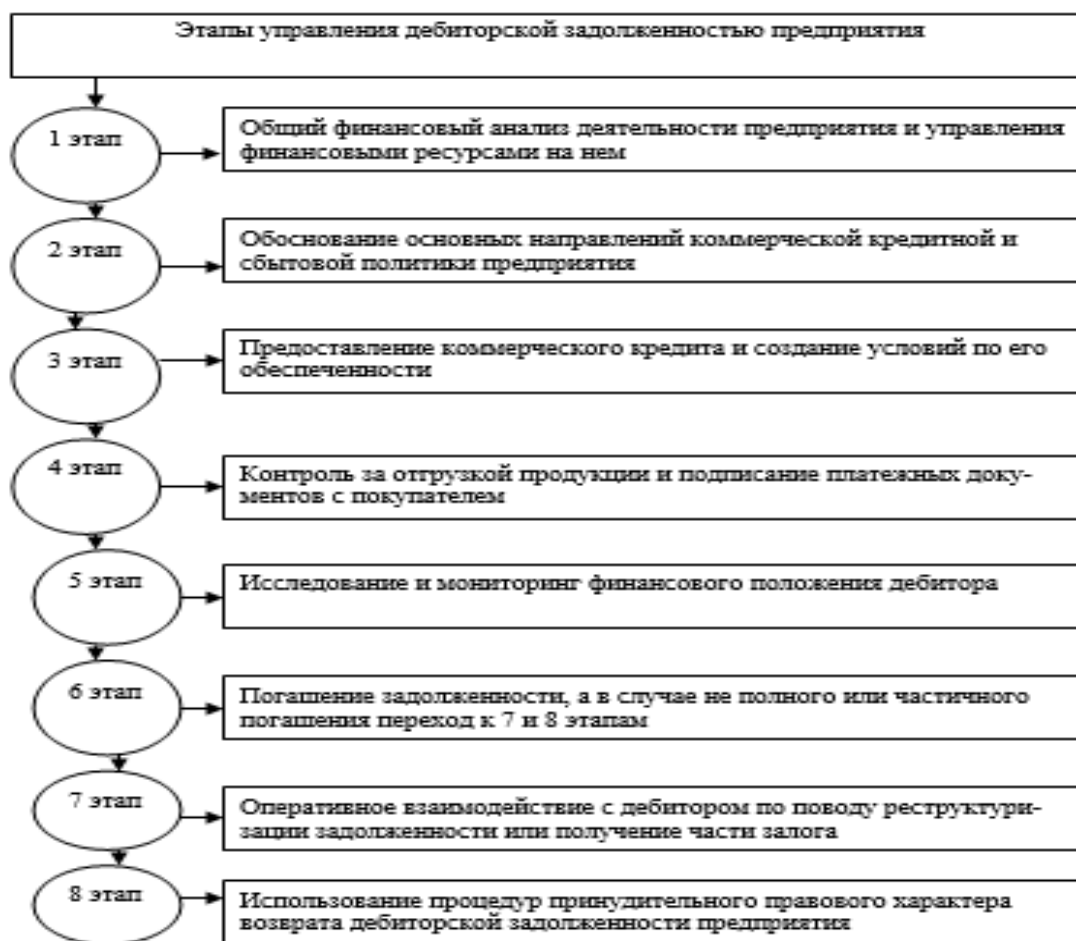 Этапы управления дебиторской задолженностью предприятия
1 этап
Общий финансовый анализ деятельности предприятия и управления
финансовыми ресурсами на нем
2 этап
Обоснование основных направлений коммерческой кредитной и
сбытовой политики предприятия
3 этап
Предоставление коммерческого кредита и создание условий по его
обеспеченности
4 этап
Контроль за отгрузкой продукции и подписание платежных доку-
ментов с покупателем
5 этап
Исследование и мониторинг финансового положения дебитора
6 этап
Погашение задолженности, а в случае не полного или частичного
погашения переход к 7 и 8 этапам
7 этап
Оперативное взаимодействие с дебитором по поводу реструктури-
зации задолженности или получение части залога
8 этап
Использование процедур принудительного правового характера
возврата дебиторской задолженности предприятия